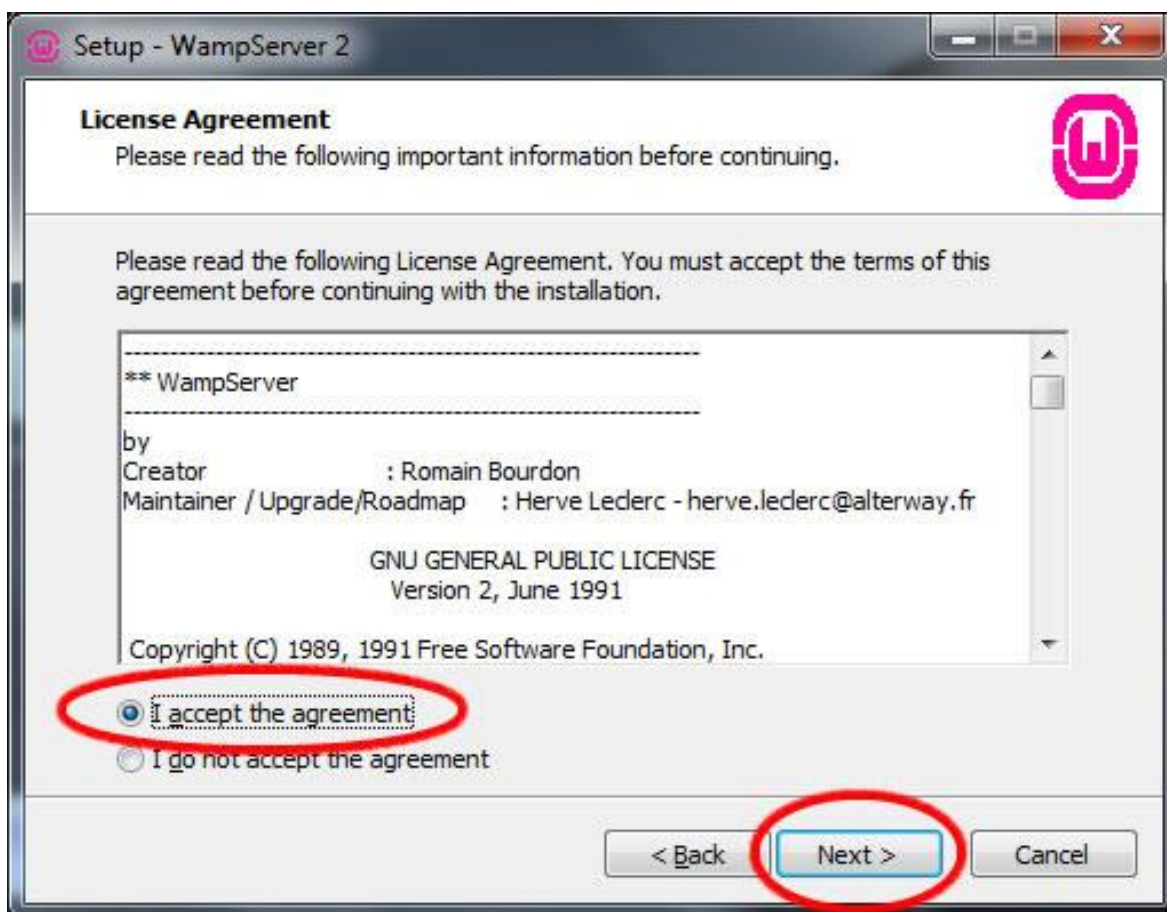 Setup - WampServer 2
License Agreement
Please read the following important information before continuing.
Please read the following License Agreement. You must accept the terms of this
agreement before continuing with the installation.
------------------------------------------------------------
** WampServer
------------------------------------------------------------
by
Creator : Romain Bourdon
Maintainer / Upgrade/Roadmap : Herve Leclerc - herve.leclerc@alterway.fr
GNU GENERAL PUBLIC LICENSE
Version 2, June 1991
Copyright (C) 1989, 1991 Free Software Foundation, Inc.
I accept the agreement
I do not accept the agreement
< Back Next > Cancel